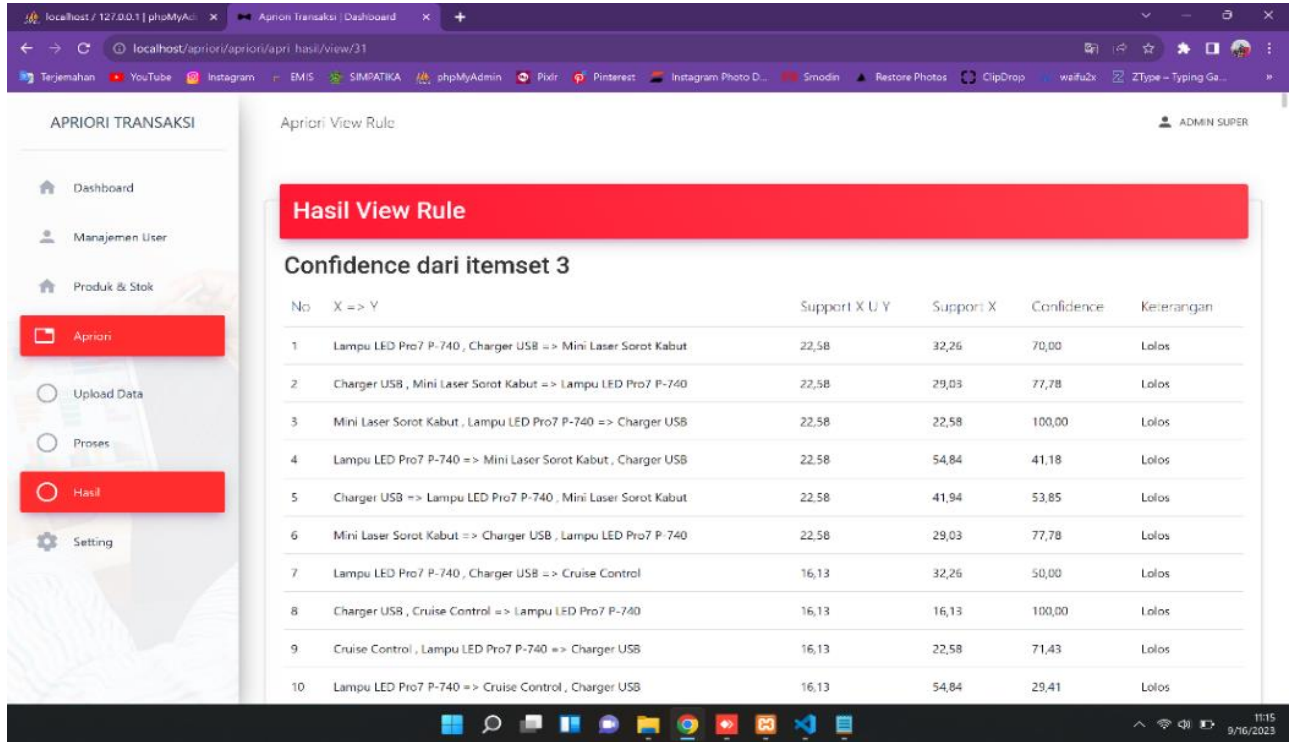 localhost / 127.0.0.1 | phpMyAdr
Apriori Transaksi | Dashboard
localhost/apriori/apriori/apri hasil/view/31
Terjemahan YouTube Instagram EMIS SIMPATIKA phpMyAdmin Pixlr Pinterest Instagram Photo D... Smodin Restore Photos ClipDrop waifu2x ZType – Typing Ga... »
APRIORI TRANSAKSI
Apriori View Rule
ADMIN SUPER
Dashboard
Manajemen User
Produk & Stok
Apriori
Upload Data
Proses
Hasil
Setting
Hasil View Rule
Confidence dari itemset 3
No X => Y Support X U Y Support X Confidence Keterangan
1 Lampu LED Pro7 P-740 , Charger USB => Mini Laser Sorot Kabut 22,58 32,26 70,00 Lolos
2 Charger USB , Mini Laser Sorot Kabut => Lampu LED Pro7 P-740 22,58 29,03 77,78 Lolos
3 Mini Laser Sorot Kabut , Lampu LED Pro7 P-740 => Charger USB 22,58 22,58 100,00 Lolos
4 Lampu LED Pro7 P-740 => Mini Laser Sorot Kabut , Charger USB 22,58 54,84 41,18 Lolos
5 Charger USB => Lampu LED Pro7 P-740 , Mini Laser Sorot Kabut 22,58 41,94 53,85 Lolos
6 Mini Laser Sorot Kabut => Charger USB , Lampu LED Pro7 P-740 22,58 29,03 77,78 Lolos
7 Lampu LED Pro7 P-740 , Charger USB => Cruise Control 16,13 32,26 50,00 Lolos
8 Charger USB , Cruise Control => Lampu LED Pro7 P-740 16,13 16,13 100,00 Lolos
9 Cruise Control , Lampu LED Pro7 P-740 => Charger USB 16,13 22,58 71,43 Lolos
10 Lampu LED Pro7 P-740 => Cruise Control , Charger USB 16,13 54,84 29,41 Lolos
11:15
9/16/2023